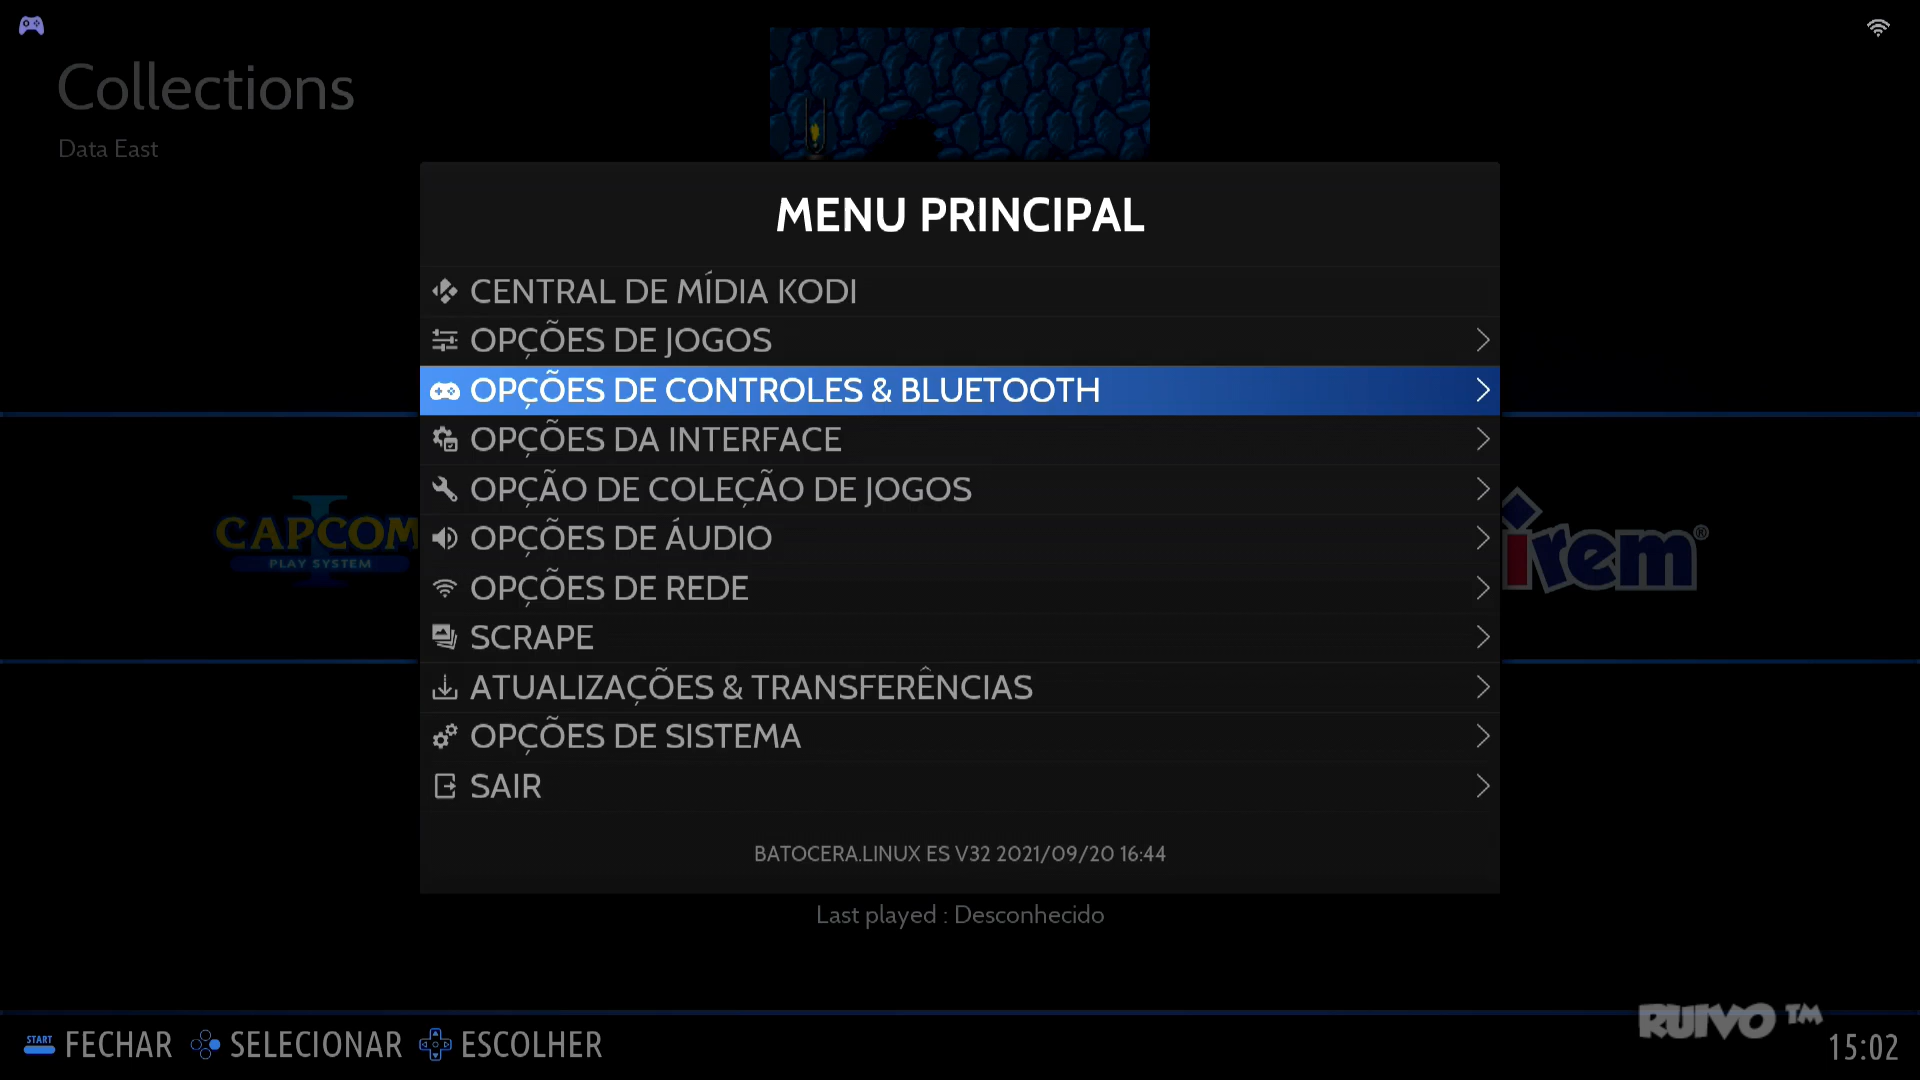 Collections
Data East
MENU PRINCIPAL
CENTRAL DE MÍDIA KODI
OPÇÕES DE JOGOS
OPÇÕES DE CONTROLES & BLUETOOTH
OPÇÕES DA INTERFACE
OPÇÃO DE COLEÇÃO DE JOGOS
OPÇÕES DE ÁUDIO
OPÇÕES DE REDE
SCRAPE
ATUALIZAÇÕES & TRANSFERÊNCIAS
OPÇÕES DE SISTEMA
SAIR
BATOCERA.LINUX ES V32 2021/09/20 16:44
CAPCOM
PLAY SYSTEM
irem®
Last played : Desconhecido
START FECHAR SELECIONAR ESCOLHER
RUIVO ™
15:02